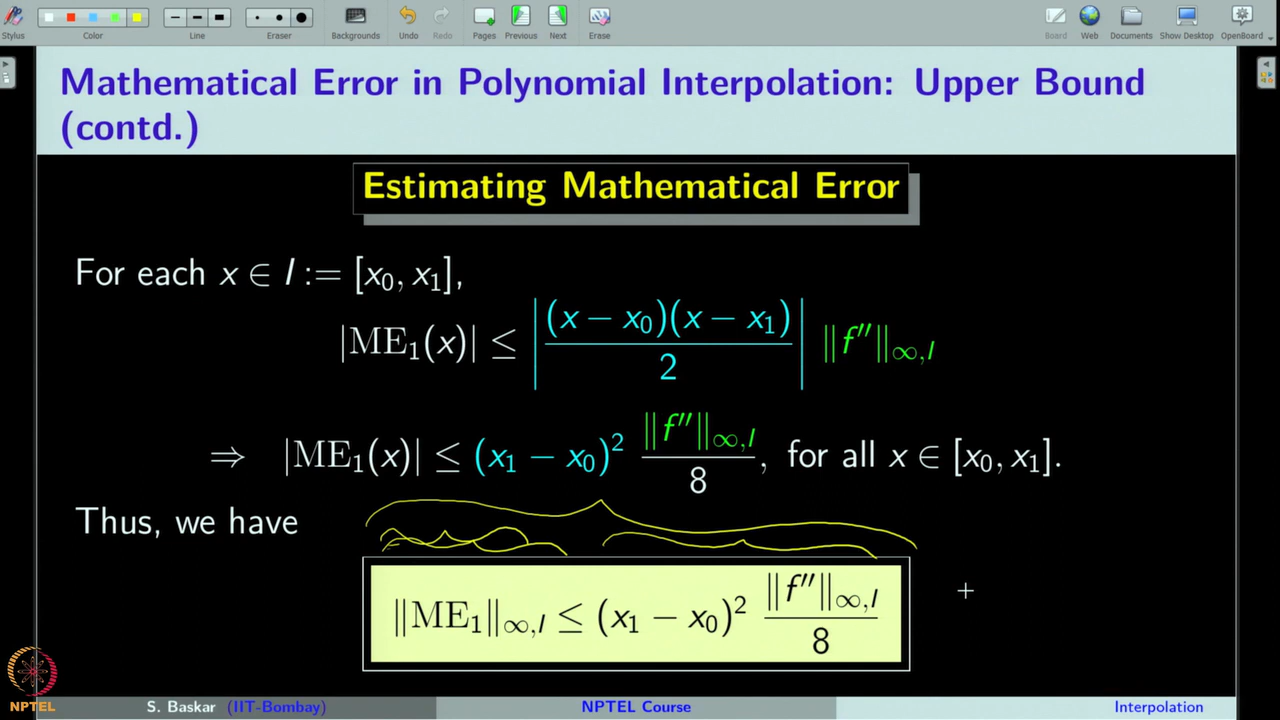 Stylus Color Line Eraser Backgrounds Undo Redo Pages Previous Next Erase Board Web Documents Show Desktop OpenBoard
Mathematical Error in Polynomial Interpolation: Upper Bound
(contd.)
Estimating Mathematical Error
For each x ∈ I := [x₀, x₁],
|ME₁(x)| ≤ |(x − x₀)(x − x₁)/2| ‖f″‖∞,I
⇒ |ME₁(x)| ≤ (x₁ − x₀)² ‖f″‖∞,I/8, for all x ∈ [x₀, x₁].
Thus, we have
‖ME₁‖∞,I ≤ (x₁ − x₀)² ‖f″‖∞,I/8
NPTEL S. Baskar (IIT-Bombay) NPTEL Course Interpolation